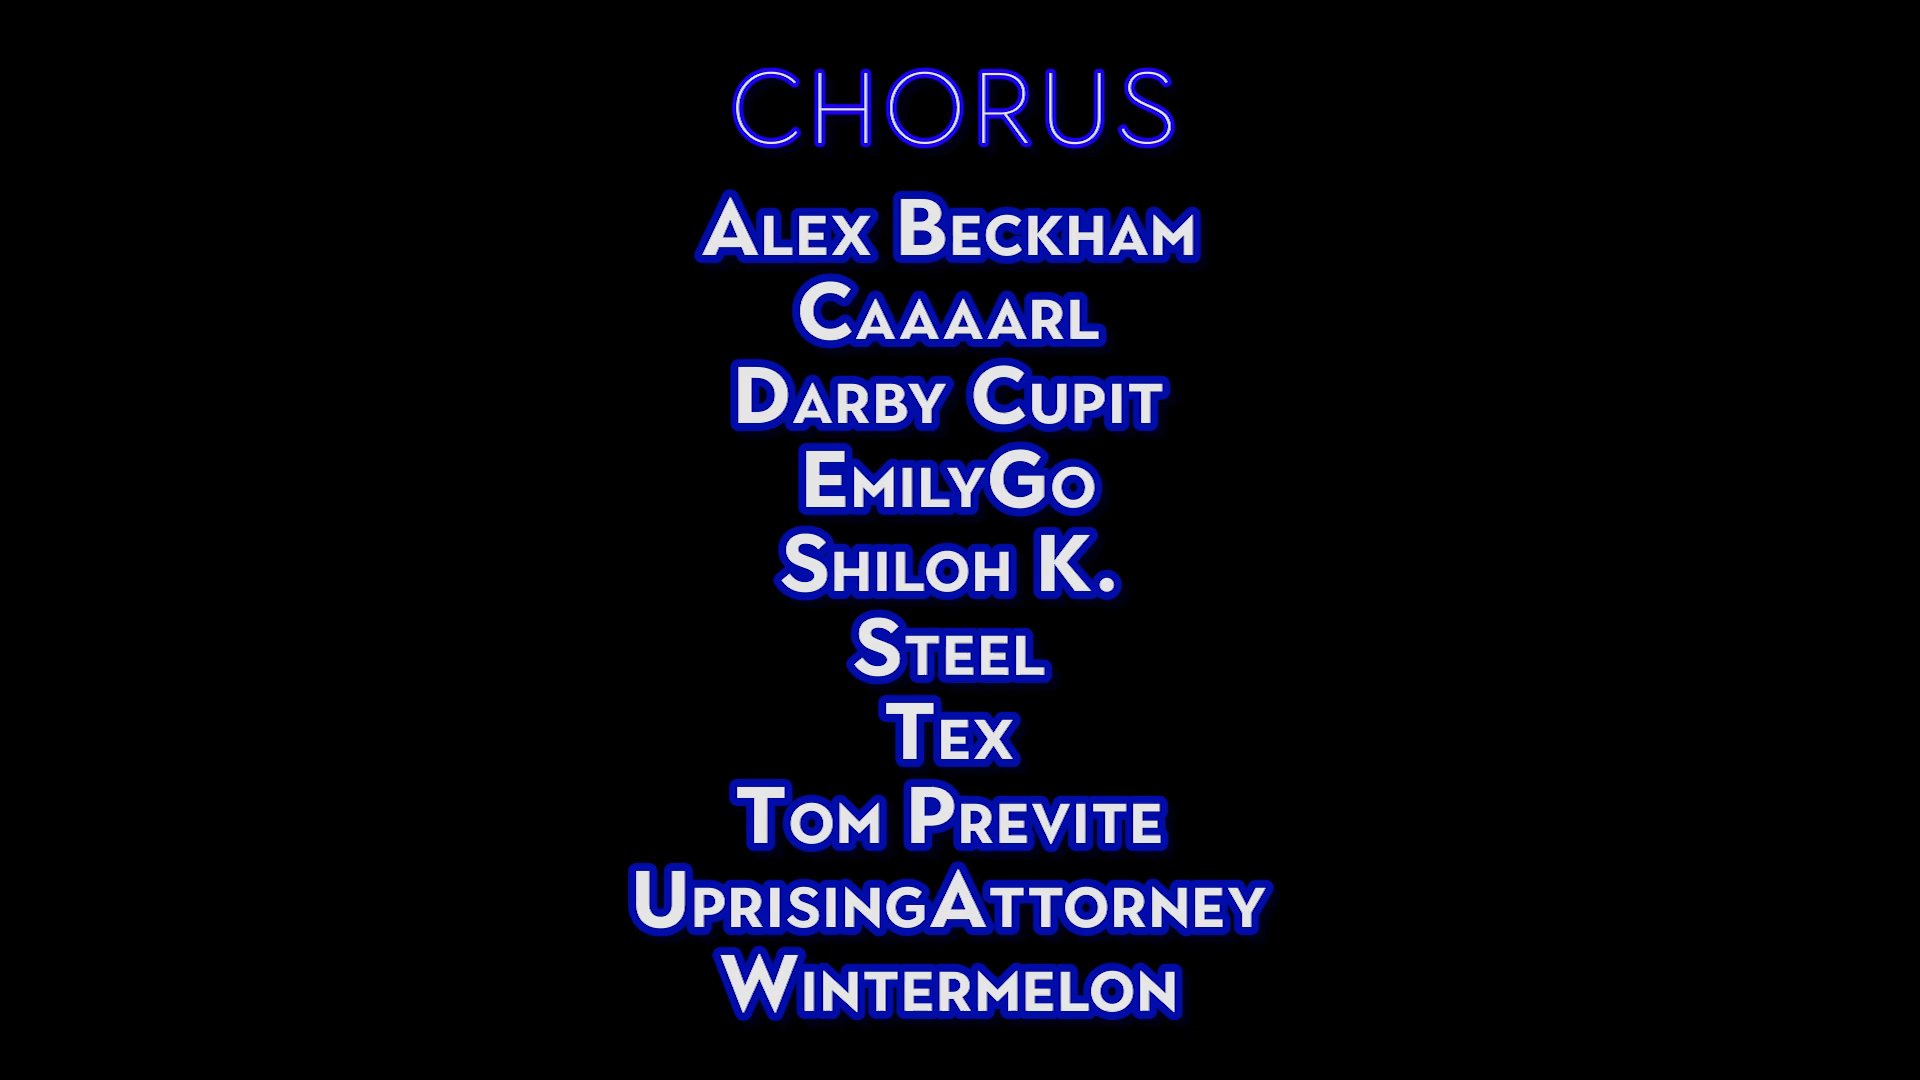 CHORUS
Alex Beckham
Caaaarl
Darby Cupit
EmilyGo
Shiloh K.
Steel
Tex
Tom Previte
UprisingAttorney
Wintermelon